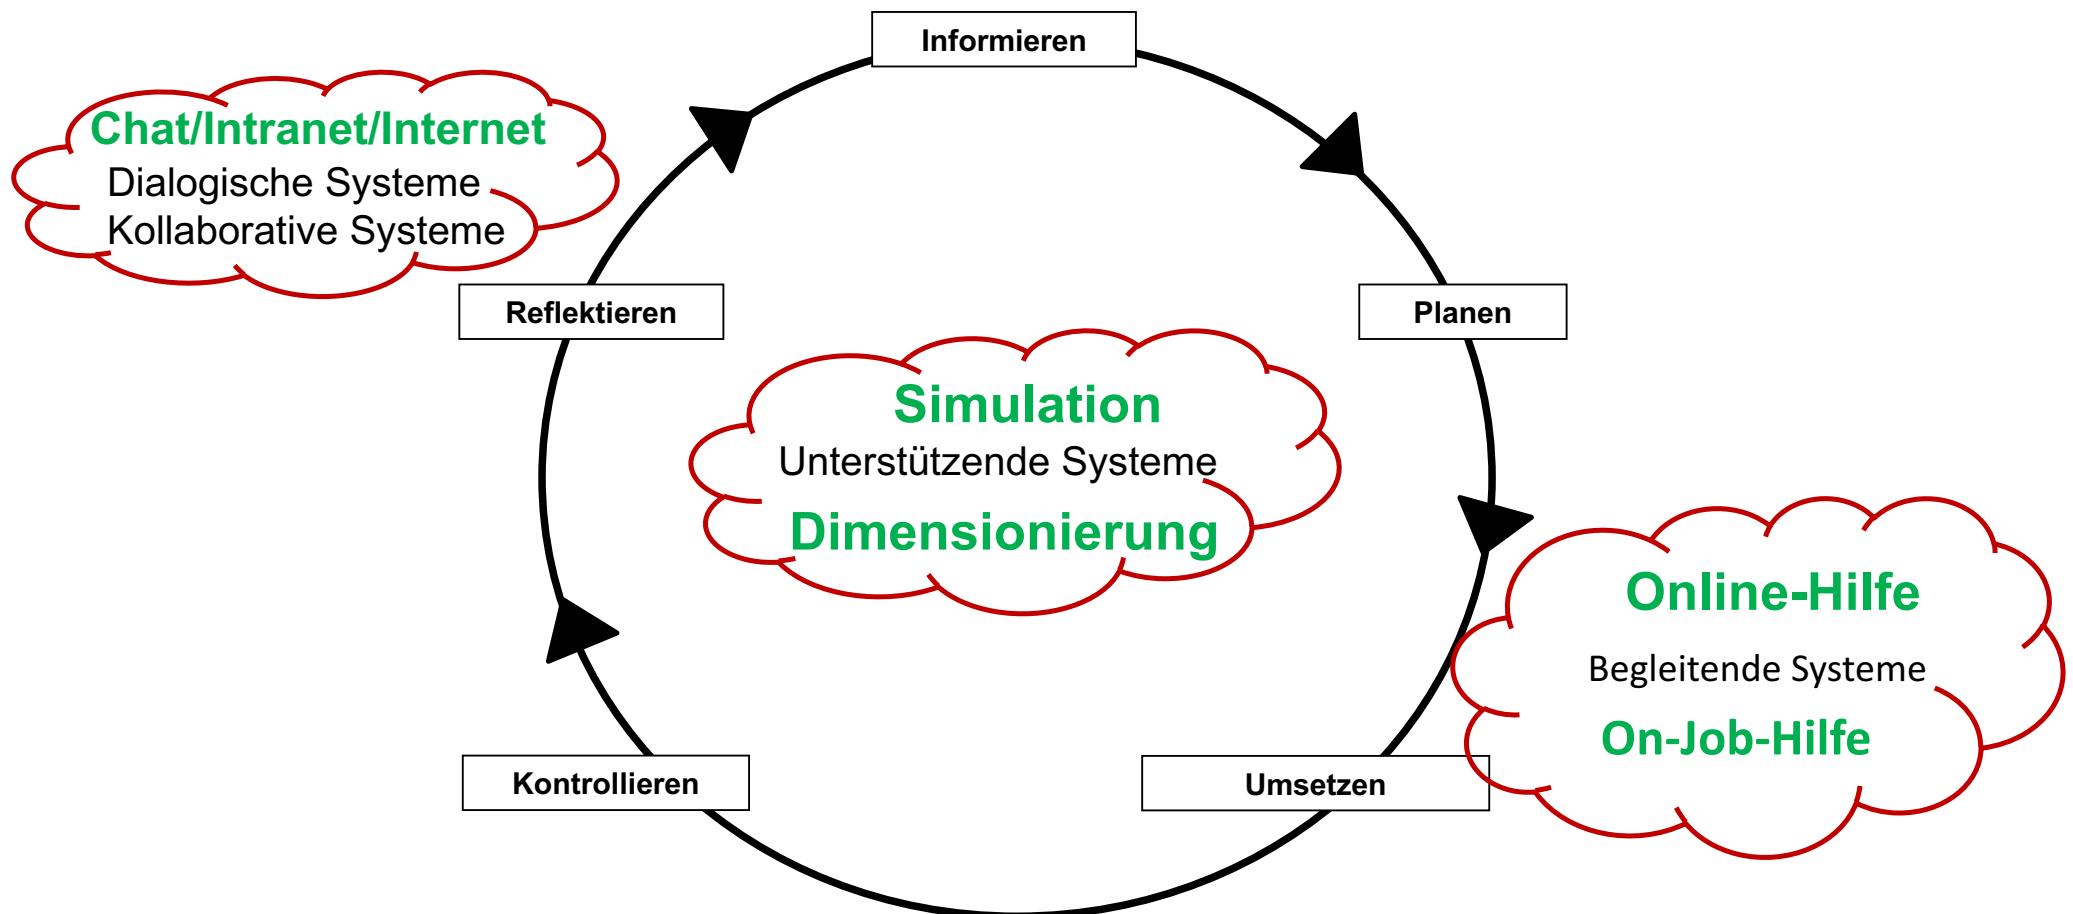 Informieren
Chat/Intranet/Internet
Dialogische Systeme
Kollaborative Systeme
Reflektieren
Planen
Simulation
Unterstützende Systeme
Dimensionierung
Online-Hilfe
Begleitende Systeme
On-Job-Hilfe
Kontrollieren
Umsetzen